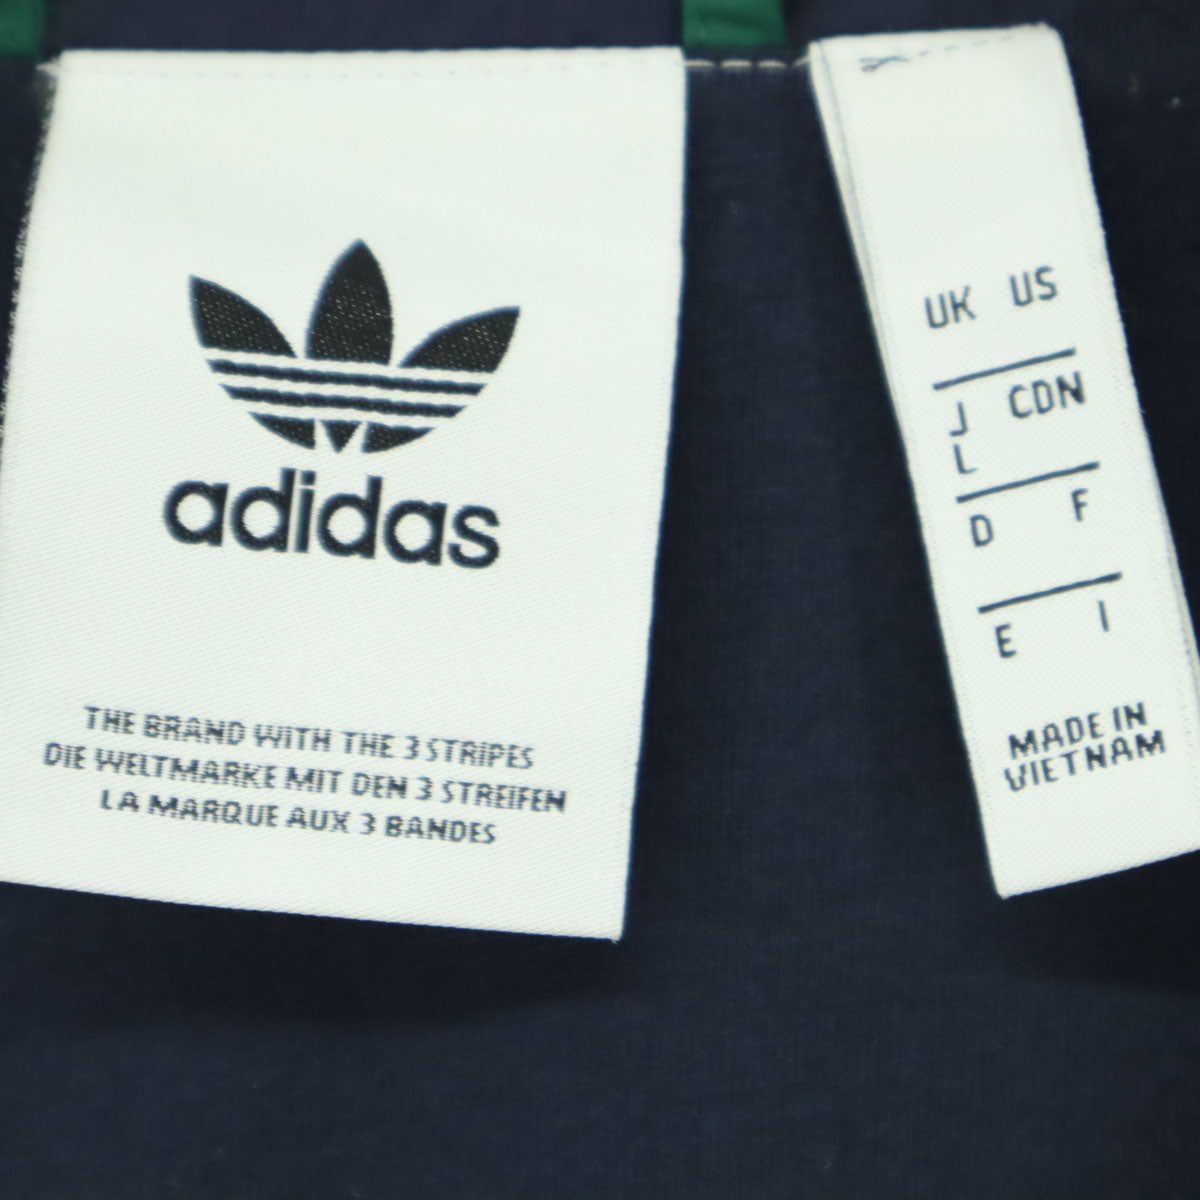 adidas
THE BRAND WITH THE 3 STRIPES
DIE WELTMARKE MIT DEN 3 STREIFEN
LA MARQUE AUX 3 BANDES
UK US
J CDN
L
D F
E I
MADE IN
VIETNAM